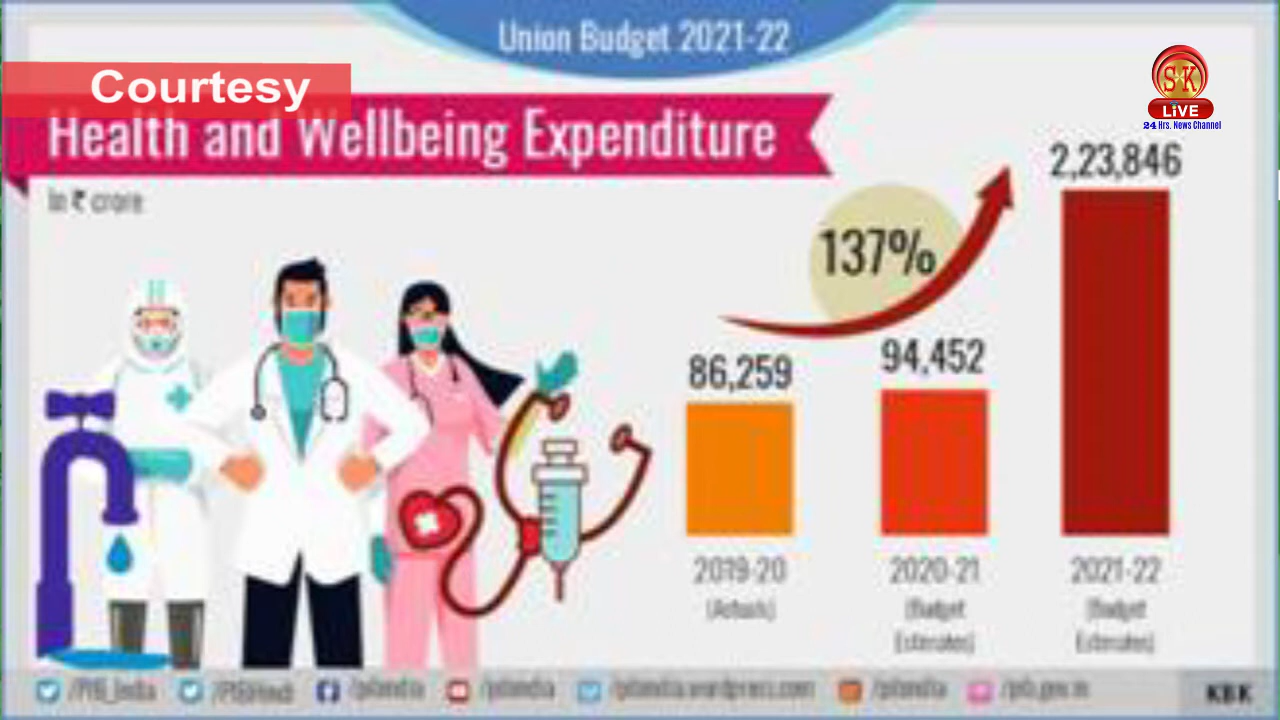 Union Budget 2021-22
Courtesy
S K
LiVE
24 Hrs. News Channel
Health and Wellbeing Expenditure
In ₹ crore
2,23,846
137%
86,259
94,452
2019-20
(Actuals)
2020-21
(Budget
Estimates)
2021-22
(Budget
Estimates)
/PIB_India
/PIBHindi
/pibindia
/pibindia
/pibindia.wordpress.com
/pibindia
/pib.gov.in
KBK